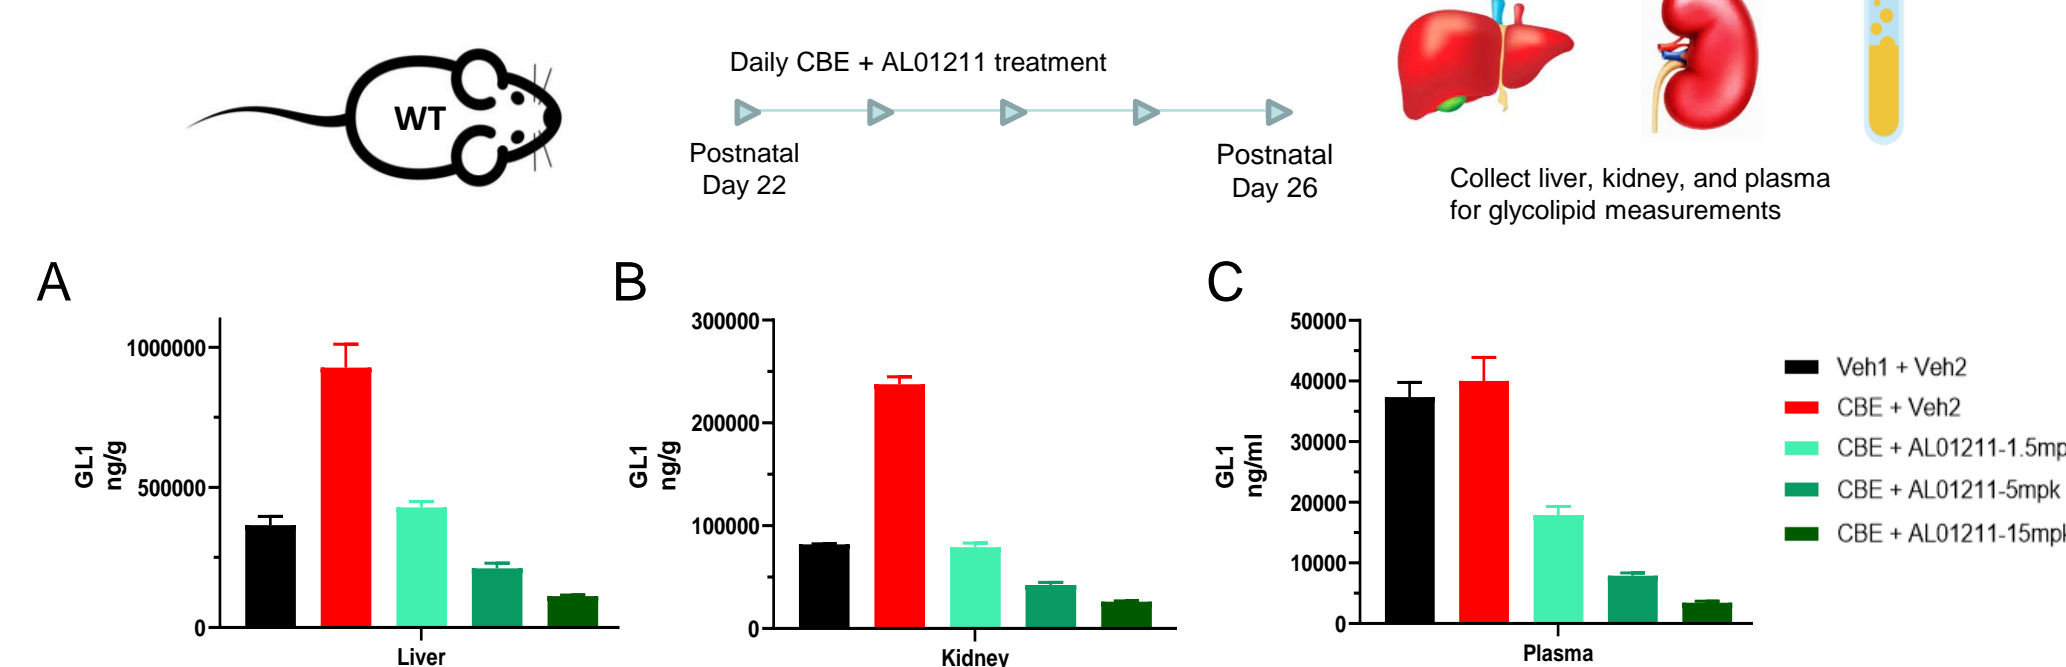 WT
Daily CBE + AL01211 treatment
Postnatal
Day 22
Postnatal
Day 26
Collect liver, kidney, and plasma
for glycolipid measurements
A
GL1
ng/g
1000000
500000
0
Liver
B
GL1
ng/g
300000
200000
100000
0
Kidney
C
GL1
ng/ml
50000
40000
30000
20000
10000
0
Plasma
Veh1 + Veh2
CBE + Veh2
CBE + AL01211-1.5mp
CBE + AL01211-5mpk
CBE + AL01211-15mpk